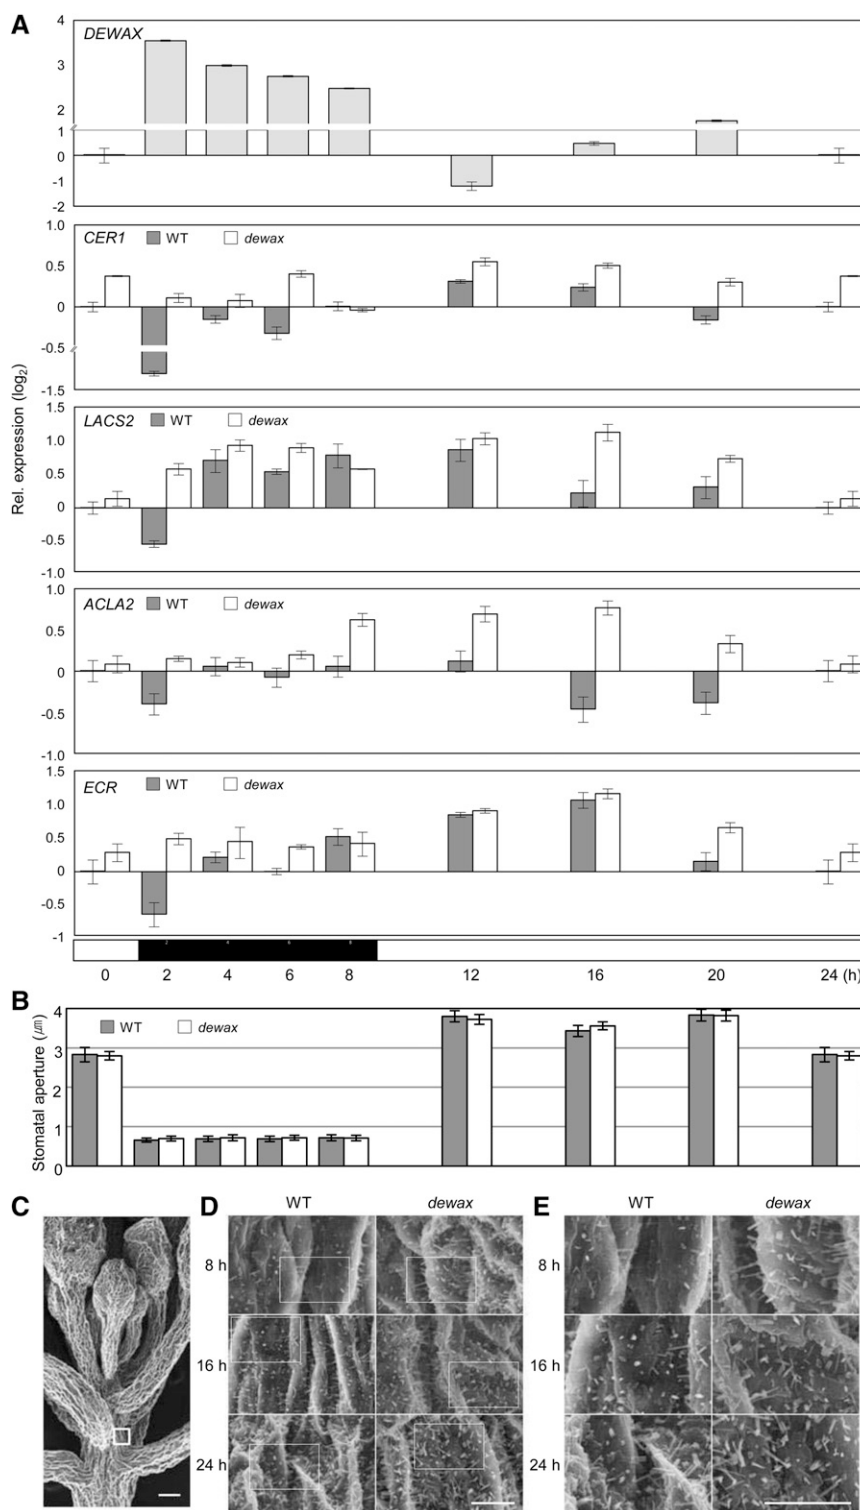 A
DEWAX
4
3
2
1
0
-1
-2
CER1 WT dewax
1.0
0.5
0
-0.5
-1.5
Rel. expression (log2)
LACS2 WT dewax
1.5
1.0
0.5
0
-0.5
-1.0
ACLA2 WT dewax
1.0
0.5
0
-0.5
-1.0
ECR WT dewax
1.5
1.0
0.5
0
-0.5
-1
0 2 4 6 8 12 16 20 24 (h)
B
WT dewax
Stomatal aperture (㎛)
4
3
2
1
0
C D WT dewax E WT dewax
8 h 8 h
16 h 16 h
24 h 24 h